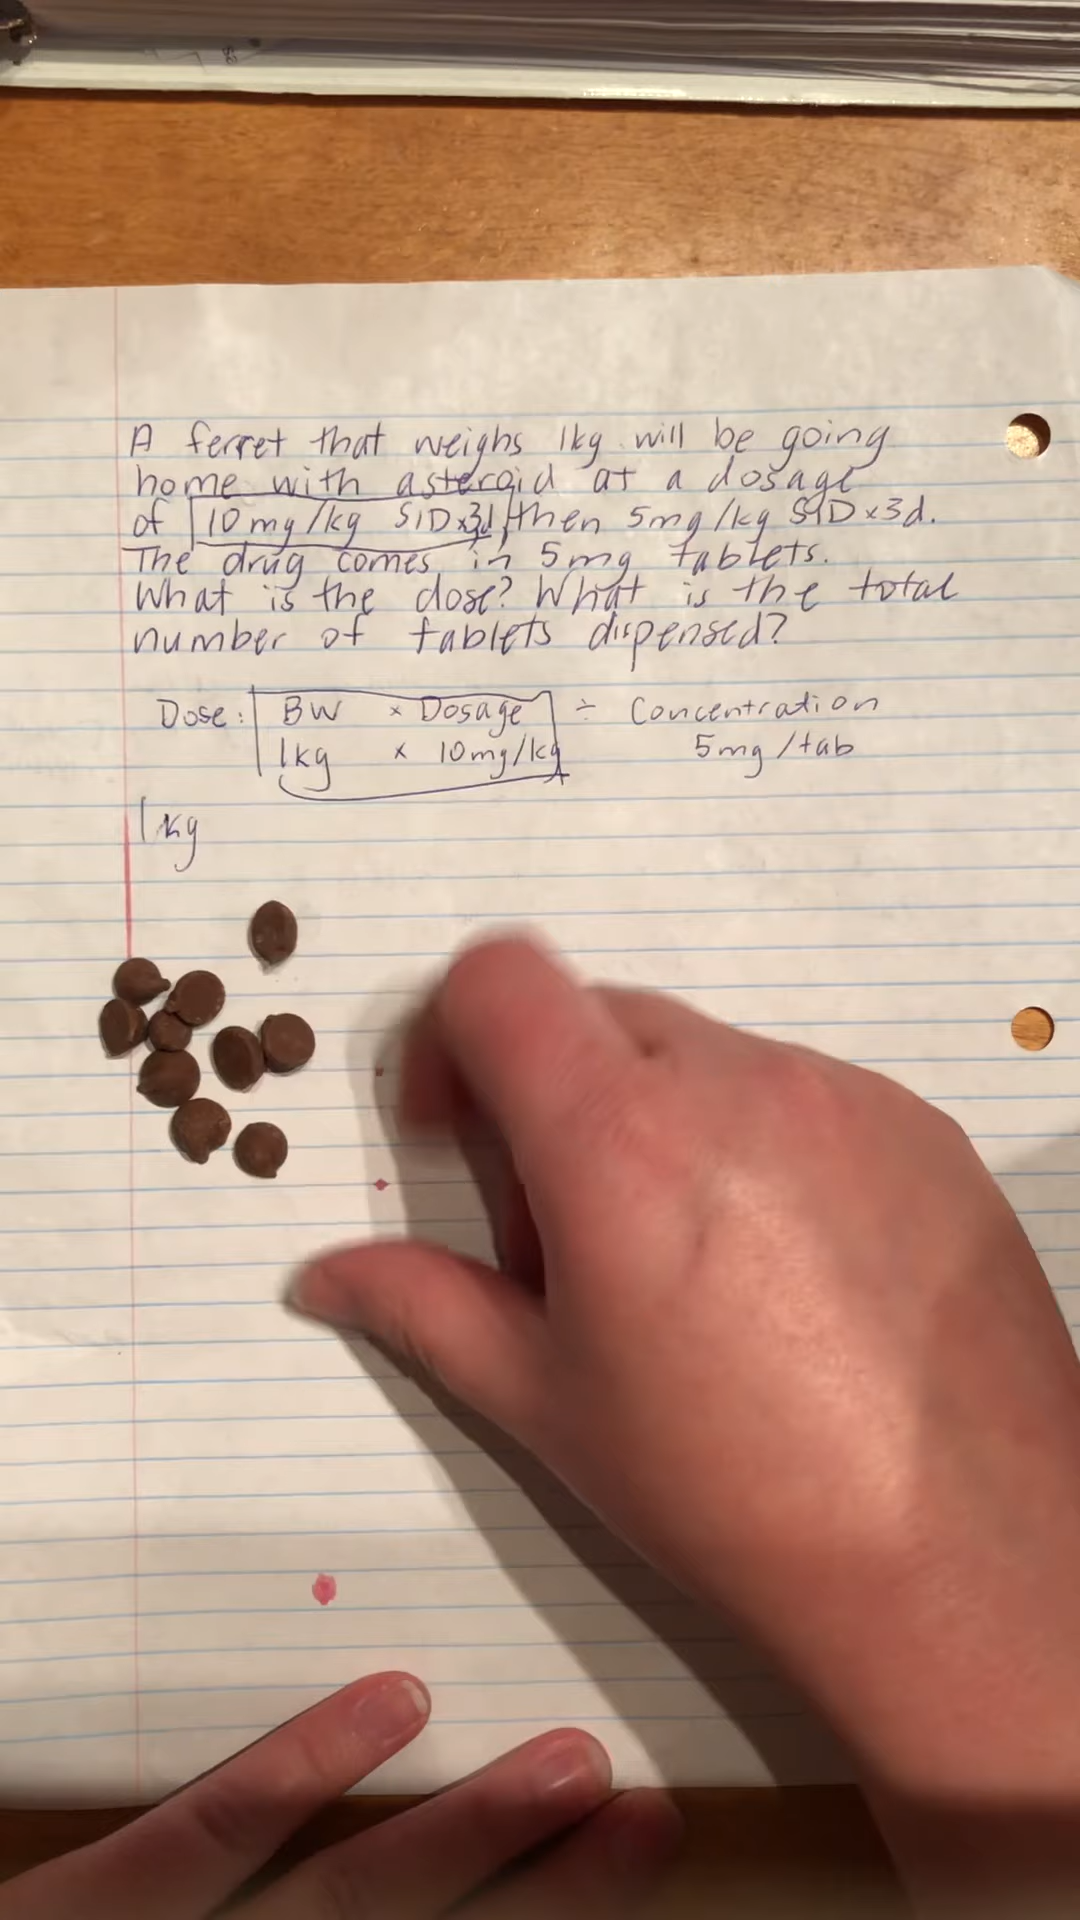 A ferret that weighs 1kg will be going
home with asteroid at a dosage
of 10mg/kg SID x3d, then 5mg/kg SID x3d.
The drug comes in 5mg tablets.
What is the dose? What is the total
number of tablets dispensed?
Dose: BW x Dosage ÷ Concentration
1kg x 10mg/kg 5mg/tab
1kg